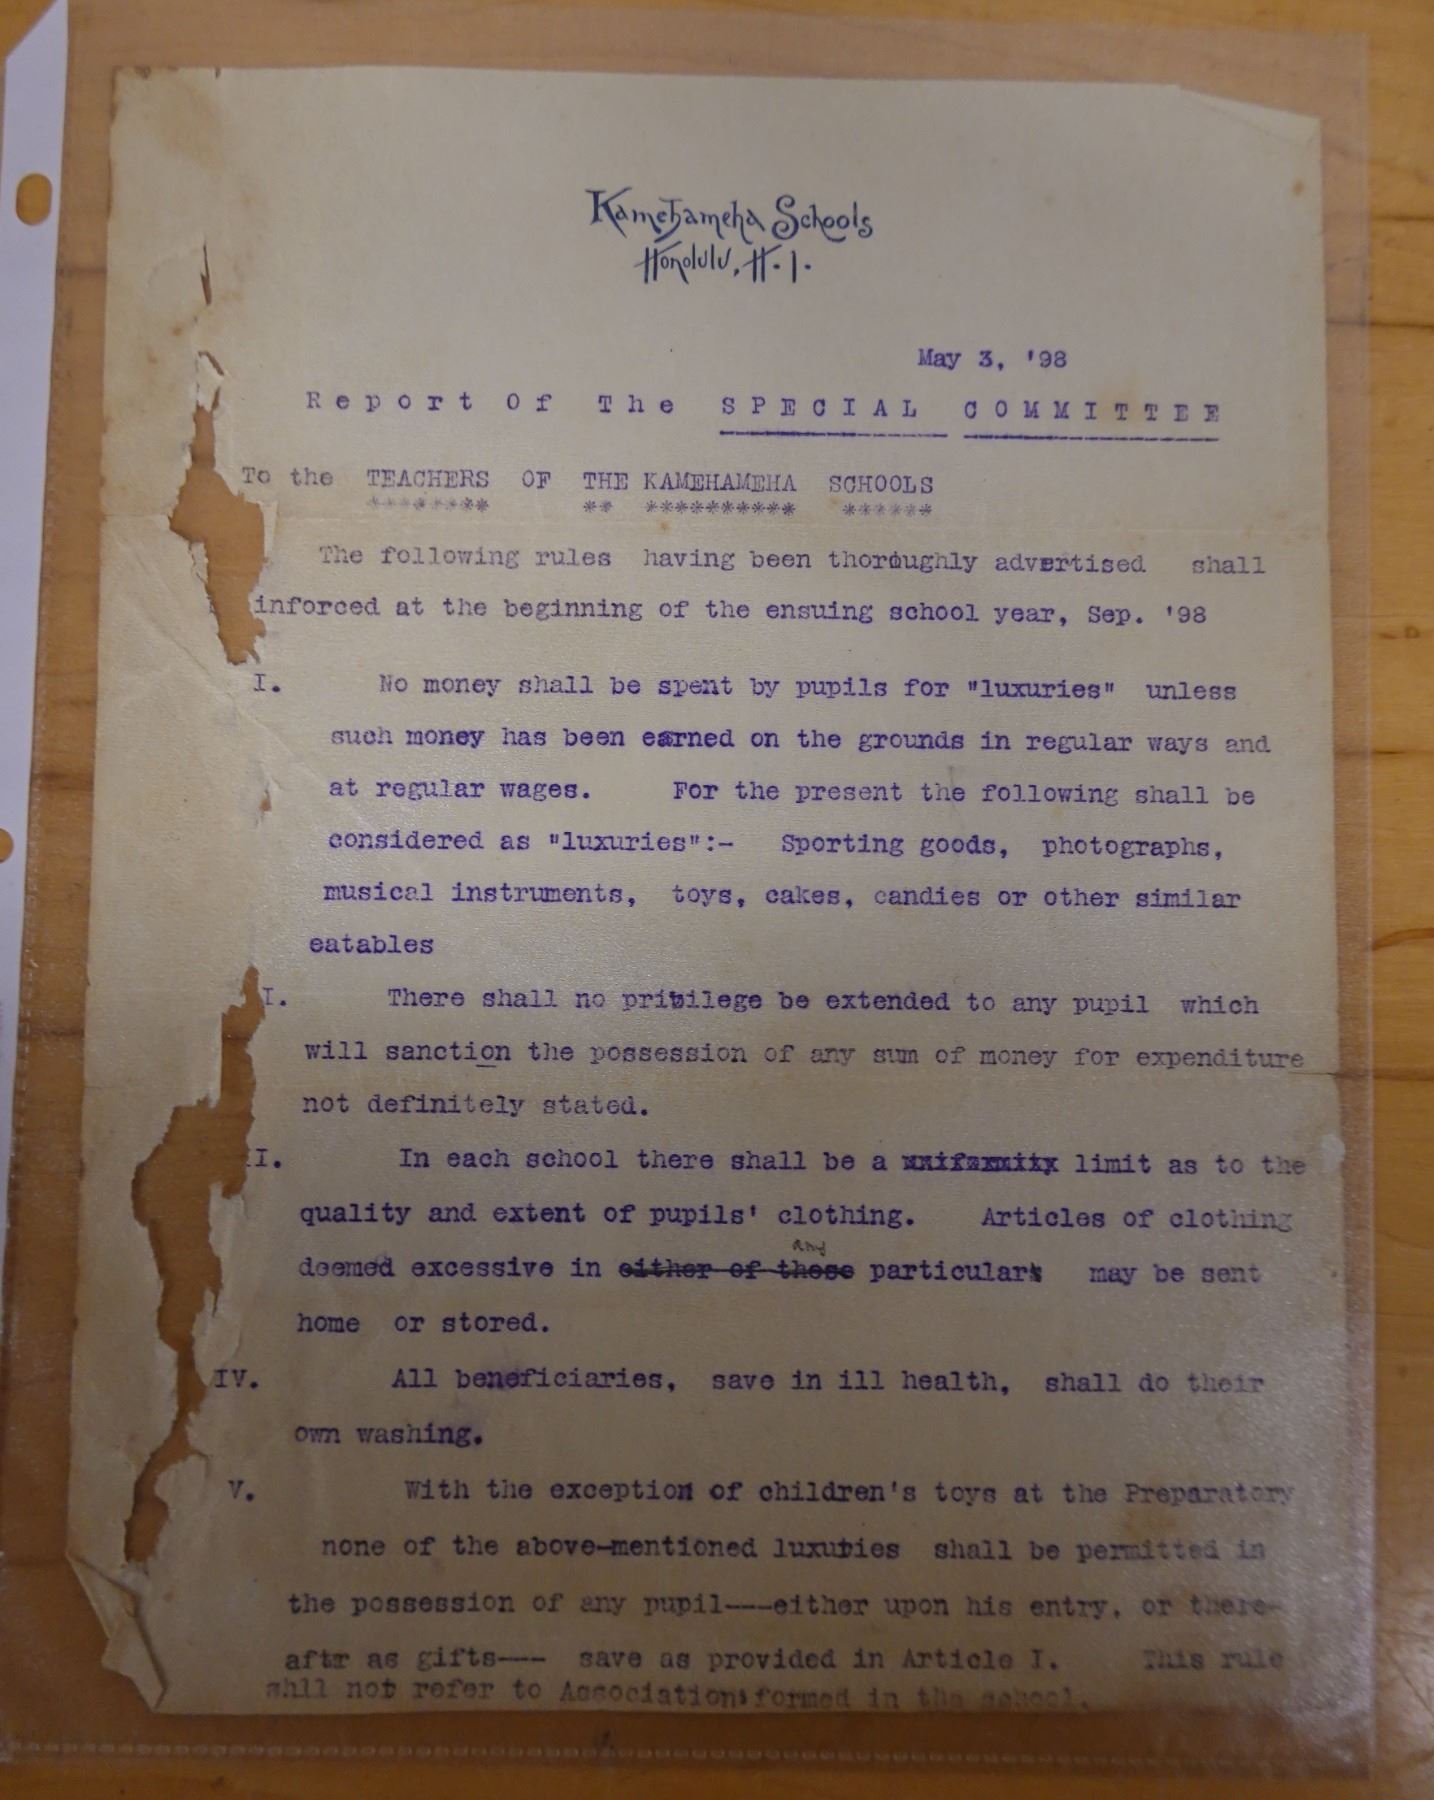 Kamehameha Schools
Honolulu, H.I.
May 3, '98
Report Of The SPECIAL COMMITTEE
To the TEACHERS OF THE KAMEHAMEHA SCHOOLS
******** ** ********** ******
The following rules having been thoroughly advertised shall
inforced at the beginning of the ensuing school year, Sep. '98
I. No money shall be spent by pupils for "luxuries" unless
such money has been earned on the grounds in regular ways and
at regular wages. For the present the following shall be
considered as "luxuries":- Sporting goods, photographs,
musical instruments, toys, cakes, candies or other similar
eatables
I. There shall no privilege be extended to any pupil which
will sanction the possession of any sum of money for expenditure
not definitely stated.
II. In each school there shall be a uniformity limit as to the
quality and extent of pupils' clothing. Articles of clothing
any
deemed excessive in either of these particulars may be sent
home or stored.
IV. All beneficiaries, save in ill health, shall do their
own washing.
V. With the exception of children's toys at the Preparatory
none of the above-mentioned luxuries shall be permitted in
the possession of any pupil---either upon his entry, or there-
aftr as gifts--- save as provided in Article I. This rule
shll not refer to Associations formed in the school.